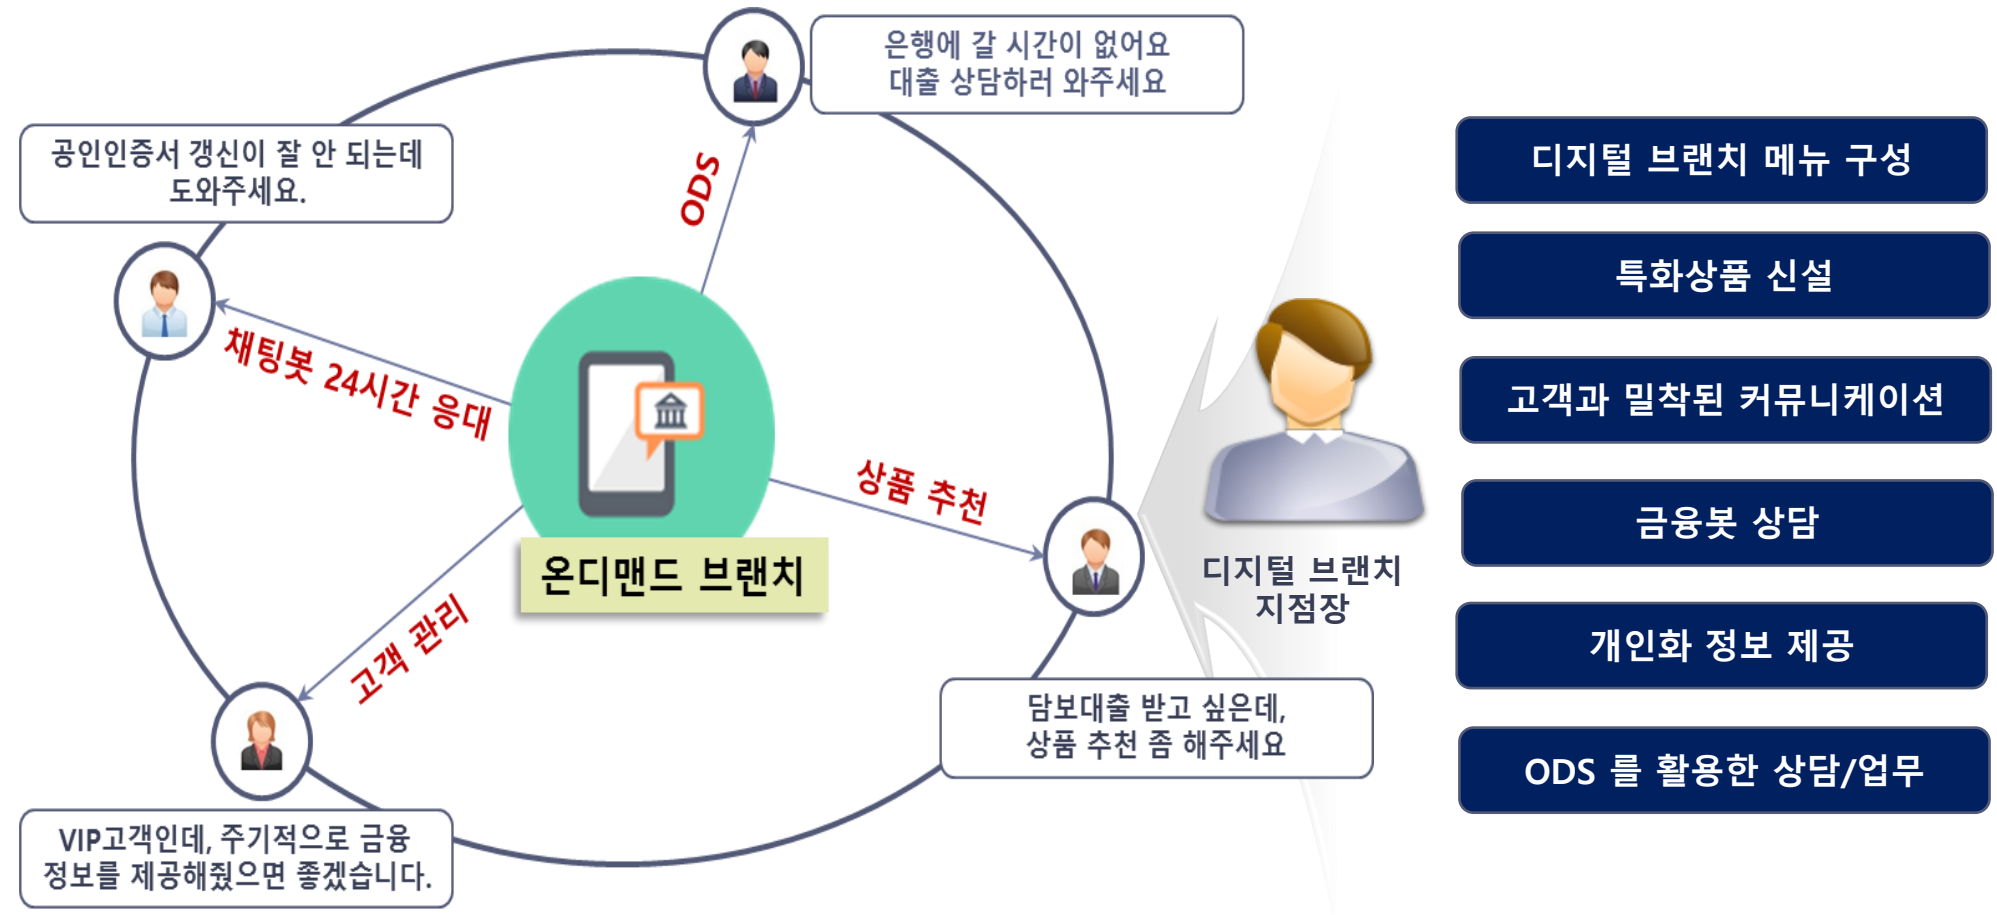 은행에 갈 시간이 없어요
대출 상담하러 와주세요
공인인증서 갱신이 잘 안 되는데
도와주세요.
ODS
채팅봇 24시간 응대
상품 추천
고객 관리
온디맨드 브랜치
디지털 브랜치
지점장
담보대출 받고 싶은데,
상품 추천 좀 해주세요
VIP고객인데, 주기적으로 금융
정보를 제공해줬으면 좋겠습니다.
디지털 브랜치 메뉴 구성
특화상품 신설
고객과 밀착된 커뮤니케이션
금융봇 상담
개인화 정보 제공
ODS 를 활용한 상담/업무